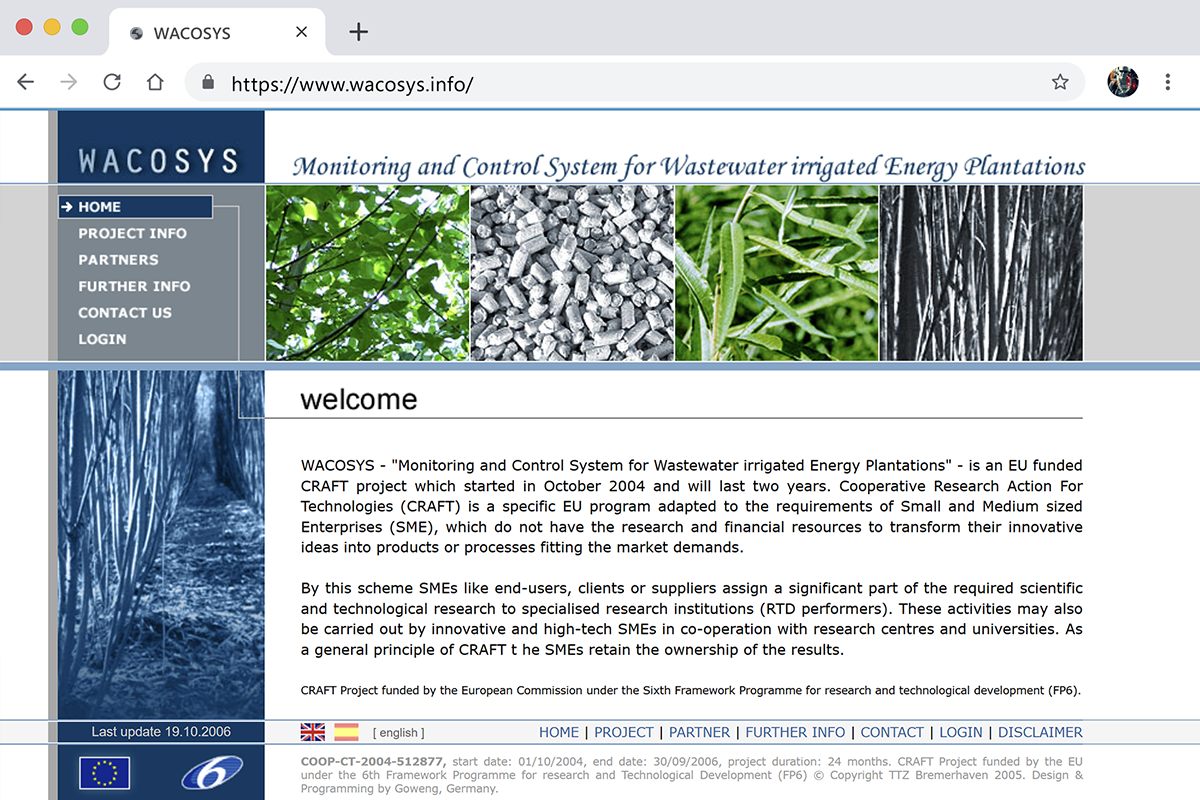 WACOSYS
https://www.wacosys.info/
WACOSYS
Monitoring and Control System for Wastewater irrigated Energy Plantations
HOME
PROJECT INFO
PARTNERS
FURTHER INFO
CONTACT US
LOGIN
welcome
WACOSYS - "Monitoring and Control System for Wastewater irrigated Energy Plantations" - is an EU funded
CRAFT project which started in October 2004 and will last two years. Cooperative Research Action For
Technologies (CRAFT) is a specific EU program adapted to the requirements of Small and Medium sized
Enterprises (SME), which do not have the research and financial resources to transform their innovative
ideas into products or processes fitting the market demands.
By this scheme SMEs like end-users, clients or suppliers assign a significant part of the required scientific
and technological research to specialised research institutions (RTD performers). These activities may also
be carried out by innovative and high-tech SMEs in co-operation with research centres and universities. As
a general principle of CRAFT t he SMEs retain the ownership of the results.
CRAFT Project funded by the European Commission under the Sixth Framework Programme for research and technological development (FP6).
Last update 19.10.2006
[ english ]
HOME | PROJECT | PARTNER | FURTHER INFO | CONTACT | LOGIN | DISCLAIMER
6
COOP-CT-2004-512877, start date: 01/10/2004, end date: 30/09/2006, project duration: 24 months. CRAFT Project funded by the EU
under the 6th Framework Programme for research and Technological Development (FP6) © Copyright TTZ Bremerhaven 2005. Design &
Programming by Goweng, Germany.